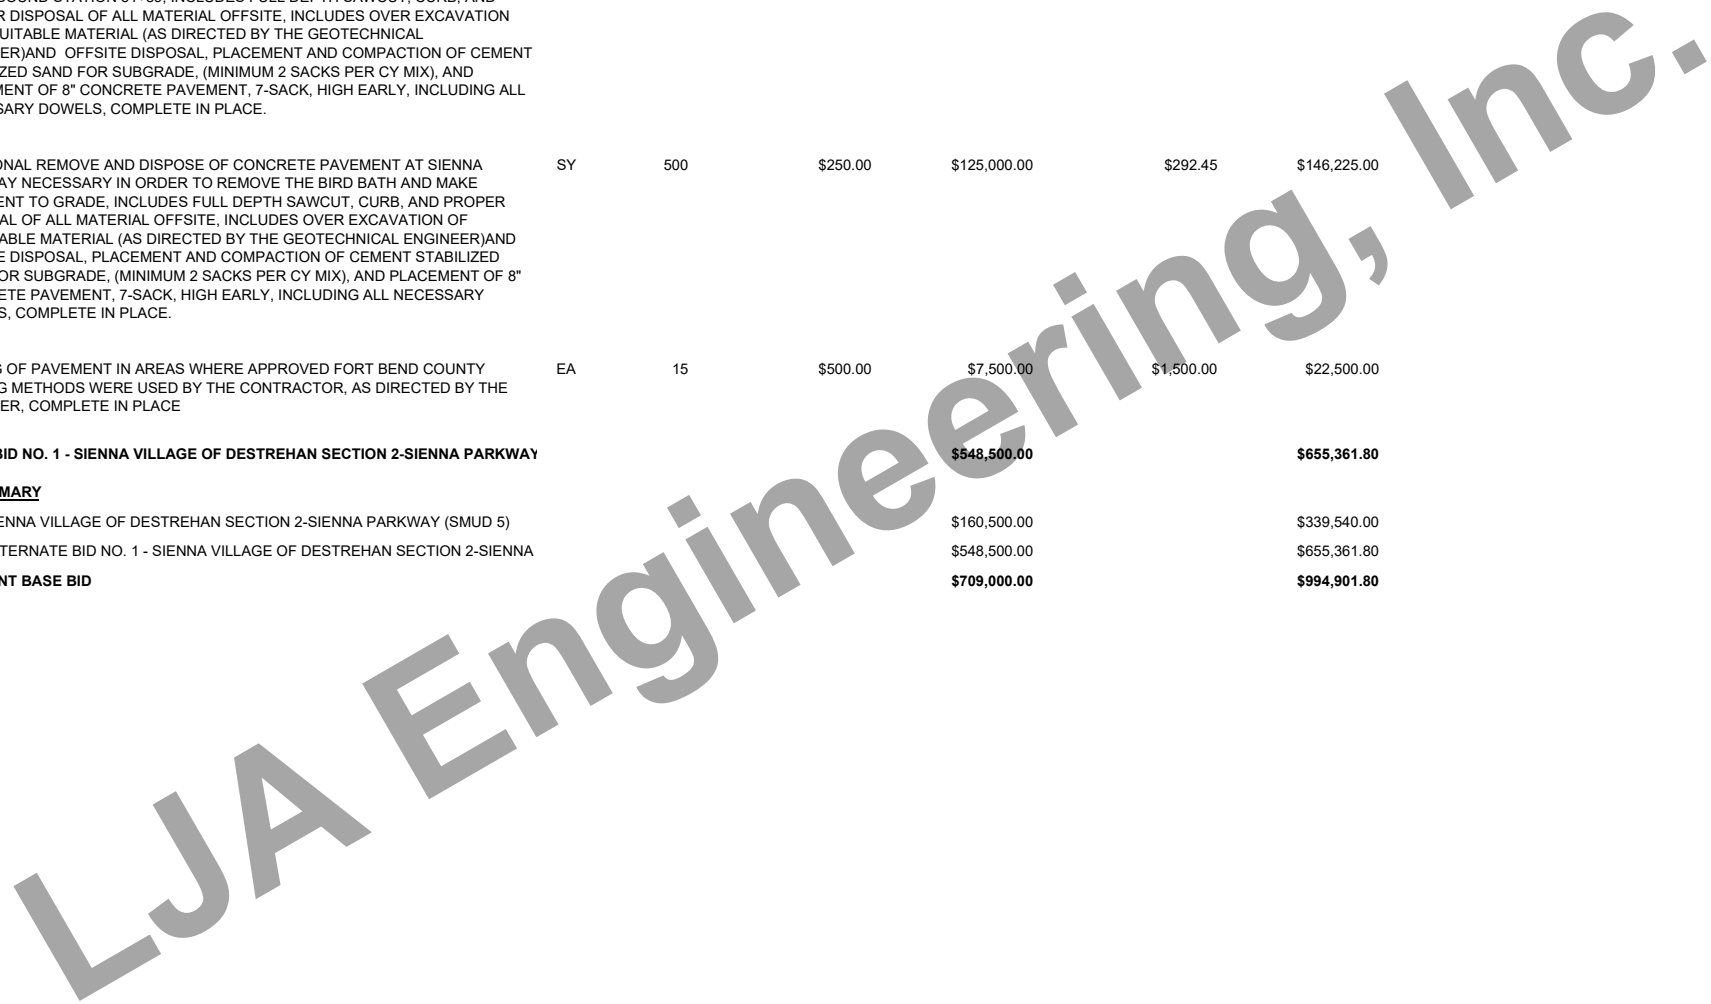 R DISPOSAL OF ALL MATERIAL OFFSITE, INCLUDES OVER EXCAVATION
UITABLE MATERIAL (AS DIRECTED BY THE GEOTECHNICAL
ER)AND  OFFSITE DISPOSAL, PLACEMENT AND COMPACTION OF CEMENT
ZED SAND FOR SUBGRADE, (MINIMUM 2 SACKS PER CY MIX), AND
MENT OF 8" CONCRETE PAVEMENT, 7-SACK, HIGH EARLY, INCLUDING ALL
SARY DOWELS, COMPLETE IN PLACE.
ONAL REMOVE AND DISPOSE OF CONCRETE PAVEMENT AT SIENNA SY 500 $250.00 $125,000.00 $292.45 $146,225.00
AY NECESSARY IN ORDER TO REMOVE THE BIRD BATH AND MAKE
ENT TO GRADE, INCLUDES FULL DEPTH SAWCUT, CURB, AND PROPER
AL OF ALL MATERIAL OFFSITE, INCLUDES OVER EXCAVATION OF
ABLE MATERIAL (AS DIRECTED BY THE GEOTECHNICAL ENGINEER)AND
E DISPOSAL, PLACEMENT AND COMPACTION OF CEMENT STABILIZED
OR SUBGRADE, (MINIMUM 2 SACKS PER CY MIX), AND PLACEMENT OF 8"
ETE PAVEMENT, 7-SACK, HIGH EARLY, INCLUDING ALL NECESSARY
S, COMPLETE IN PLACE.
G OF PAVEMENT IN AREAS WHERE APPROVED FORT BEND COUNTY EA 15 $500.00 $7,500.00 $1,500.00 $22,500.00
G METHODS WERE USED BY THE CONTRACTOR, AS DIRECTED BY THE
ER, COMPLETE IN PLACE
BID NO. 1 - SIENNA VILLAGE OF DESTREHAN SECTION 2-SIENNA PARKWAY $548,500.00 $655,361.80
MARY
ENNA VILLAGE OF DESTREHAN SECTION 2-SIENNA PARKWAY (SMUD 5) $160,500.00 $339,540.00
TERNATE BID NO. 1 - SIENNA VILLAGE OF DESTREHAN SECTION 2-SIENNA $548,500.00 $655,361.80
NT BASE BID $709,000.00 $994,901.80
LJA Engineering, Inc.